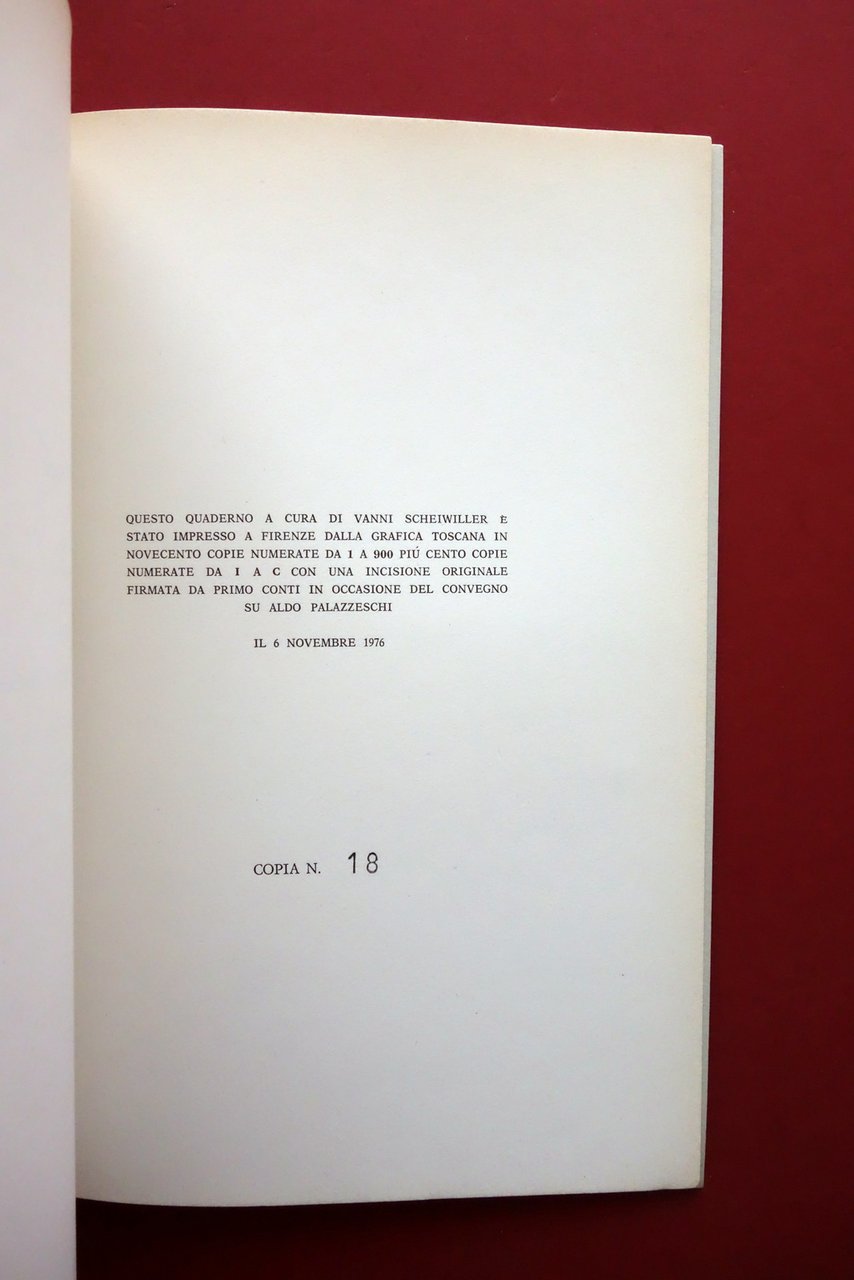 QUESTO QUADERNO A CURA DI VANNI SCHEIWILLER È
STATO IMPRESSO A FIRENZE DALLA GRAFICA TOSCANA IN
NOVECENTO COPIE NUMERATE DA 1 A 900 PIÚ CENTO COPIE
NUMERATE DA I A C CON UNA INCISIONE ORIGINALE
FIRMATA DA PRIMO CONTI IN OCCASIONE DEL CONVEGNO
SU ALDO PALAZZESCHI
IL 6 NOVEMBRE 1976
COPIA N. 18